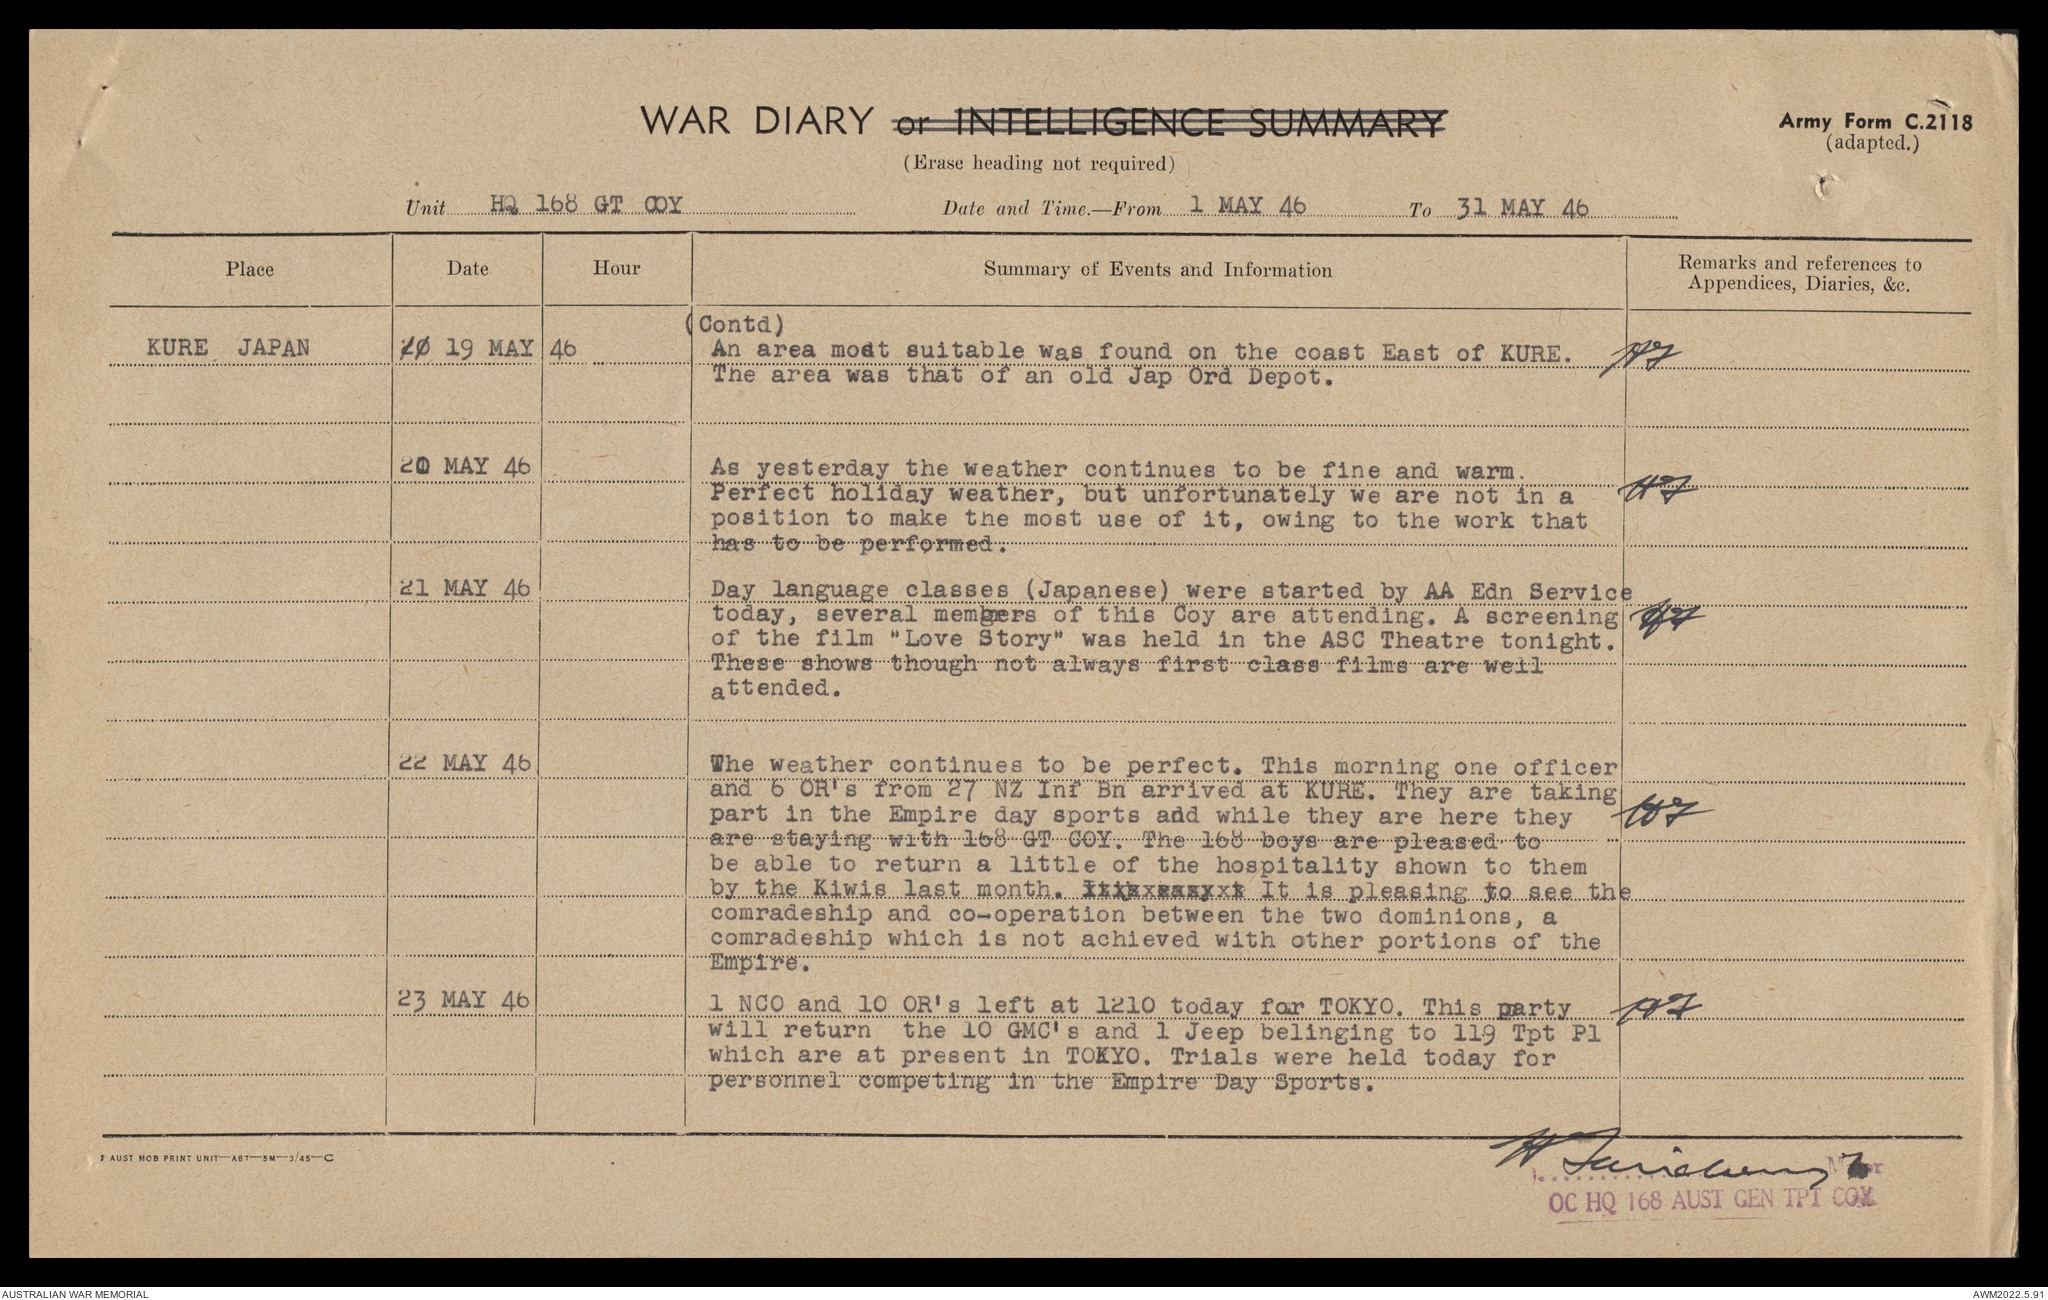 WAR DIARY or INTELLIGENCE SUMMARY
Army Form C.2118
(adapted.)
(Erase heading not required)
Unit HQ 168 GT COY Date and Time.—From 1 MAY 46 To 31 MAY 46
Place Date Hour Summary of Events and Information Remarks and references to
Appendices, Diaries, &c.
(Contd)
KURE JAPAN 19 MAY 46 An area most suitable was found on the coast East of KURE.
The area was that of an old Jap Ord Depot.
20 MAY 46 As yesterday the weather continues to be fine and warm.
Perfect holiday weather, but unfortunately we are not in a
position to make the most use of it, owing to the work that
has to be performed.
21 MAY 46 Day language classes (Japanese) were started by AA Edn Service
today, several members of this Coy are attending. A screening
of the film "Love Story" was held in the ASC Theatre tonight.
These shows though not always first class films are well
attended.
22 MAY 46 The weather continues to be perfect. This morning one officer
and 6 OR's from 27 NZ Inf Bn arrived at KURE. They are taking
part in the Empire day sports and while they are here they
are staying with 168 GT COY. The 168 boys are pleased to
be able to return a little of the hospitality shown to them
by the Kiwis last month. It is pleasing to see the
comradeship and co-operation between the two dominions, a
comradeship which is not achieved with other portions of the
Empire.
23 MAY 46 1 NCO and 10 OR's left at 1210 today for TOKYO. This party
will return the 10 GMC's and 1 Jeep belinging to 119 Tpt Pl
which are at present in TOKYO. Trials were held today for
personnel competing in the Empire Day Sports.
2 AUST MOB PRINT UNIT—A87—5M—3/45—C
Major
OC HQ 168 AUST GEN TPT COY
AUSTRALIAN WAR MEMORIAL
AWM2022.5.91